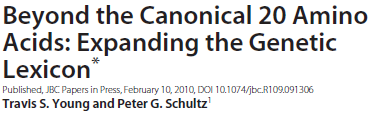 Beyond the Canonical 20 Amino
Acids: Expanding the Genetic
Lexicon*
Published, JBC Papers in Press, February 10, 2010, DOI 10.1074/jbc.R109.091306
Travis S. Young and Peter G. Schultz1